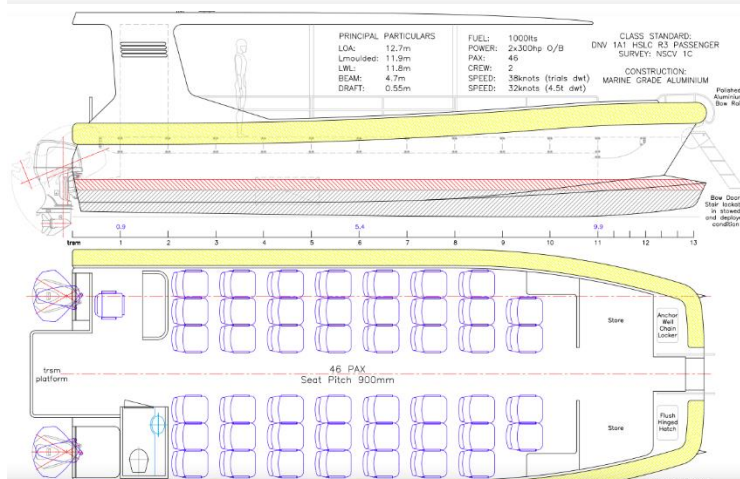 PRINCIPAL PARTICULARS
LOA: 12.7m
Lmoulded: 11.9m
LWL: 11.8m
BEAM: 4.7m
DRAFT: 0.55m
FUEL: 1000lts
POWER: 2x300hp O/B
PAX: 46
CREW: 2
SPEED: 38knots (trials dwt)
SPEED: 32knots (4.5t dwt)
CLASS STANDARD:
DNV 1A1 HSLC R3 PASSENGER
SURVEY: NSCV 1C
CONSTRUCTION:
MARINE GRADE ALUMINIUM
Polished
Aluminium
Bow Rail
Bow Door
Stair
in stowed
and deploye
condition
0.9 5.4 9.9
trsm 1 2 3 4 5 6 7 8 9 10 11 12 13
Store
Anchor
Well
Chain
Locker
trsm
platform
46 PAX
Seat Pitch 900mm
Store
Flush
Hinged
Hatch